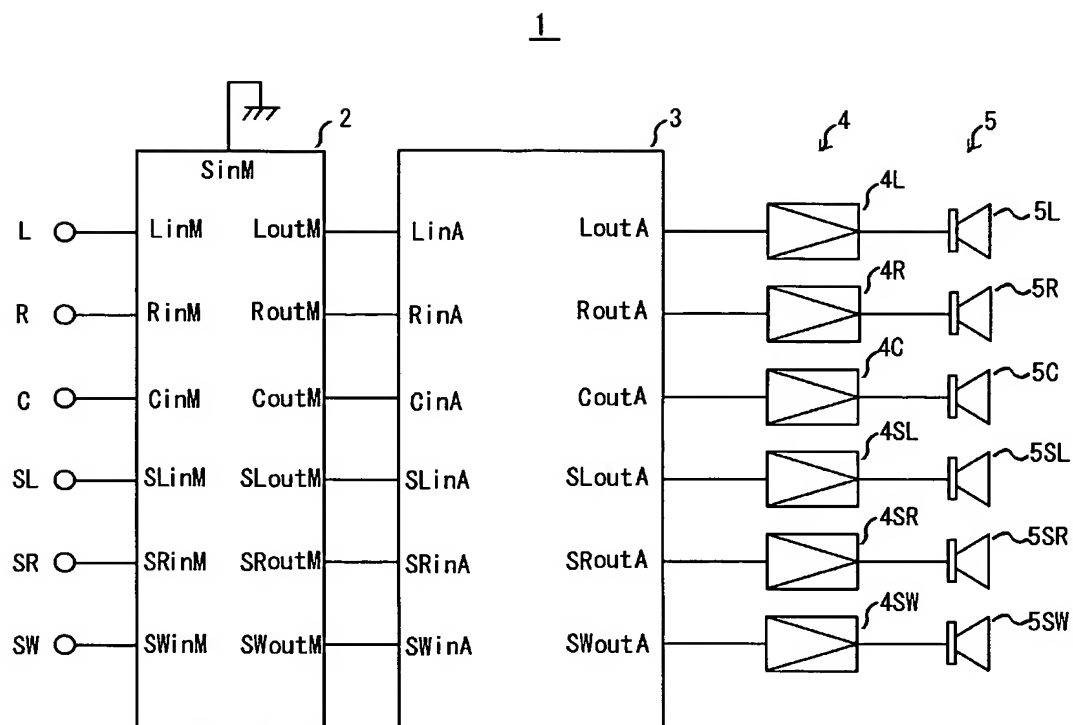 1
2 3 4 5
SinM
4L 5L
L LinM LoutM LinA LoutA
4R 5R
R RinM RoutM RinA RoutA
4C 5C
C CinM CoutM CinA CoutA
4SL 5SL
SL SLinM SLoutM SLinA SLoutA
4SR 5SR
SR SRinM SRoutM SRinA SRoutA
4SW 5SW
SW SWinM SWoutM SWinA SWoutA